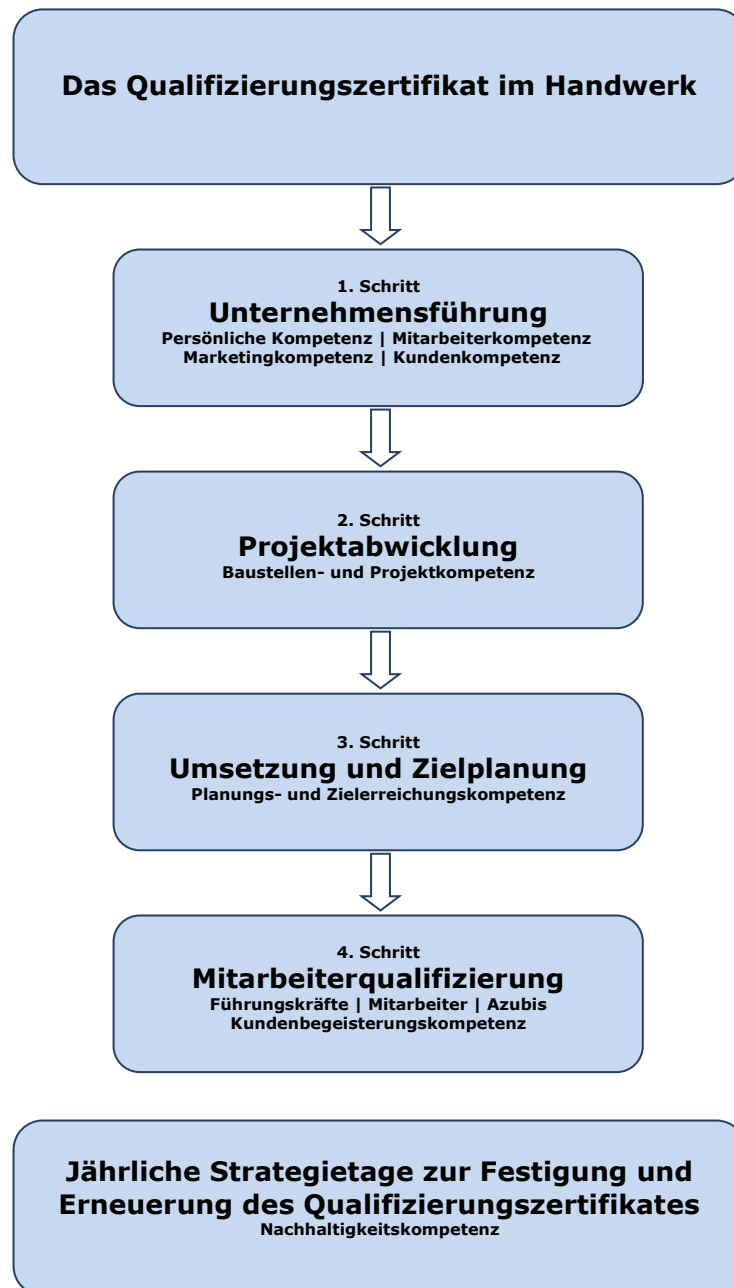 Das Qualifizierungszertifikat im Handwerk
1. Schritt
Unternehmensführung
Persönliche Kompetenz | Mitarbeiterkompetenz
Marketingkompetenz | Kundenkompetenz
2. Schritt
Projektabwicklung
Baustellen- und Projektkompetenz
3. Schritt
Umsetzung und Zielplanung
Planungs- und Zielerreichungskompetenz
4. Schritt
Mitarbeiterqualifizierung
Führungskräfte | Mitarbeiter | Azubis
Kundenbegeisterungskompetenz
Jährliche Strategietage zur Festigung und
Erneuerung des Qualifizierungszertifikates
Nachhaltigkeitskompetenz